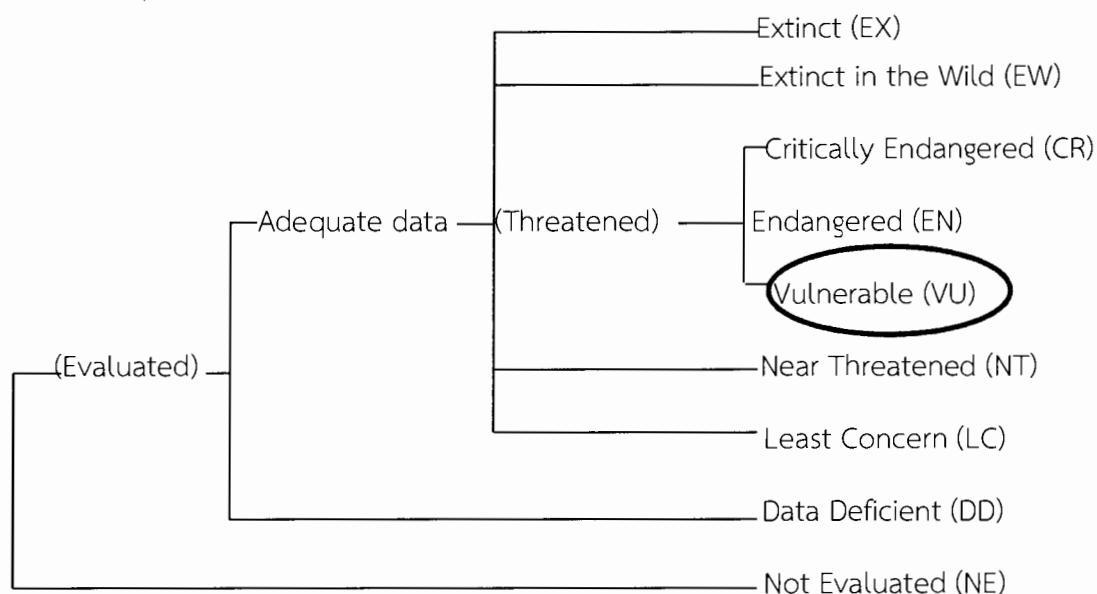 Extinct (EX)
Extinct in the Wild (EW)
Critically Endangered (CR)
Adequate data (Threatened) Endangered (EN)
Vulnerable (VU)
(Evaluated) Near Threatened (NT)
Least Concern (LC)
Data Deficient (DD)
Not Evaluated (NE)